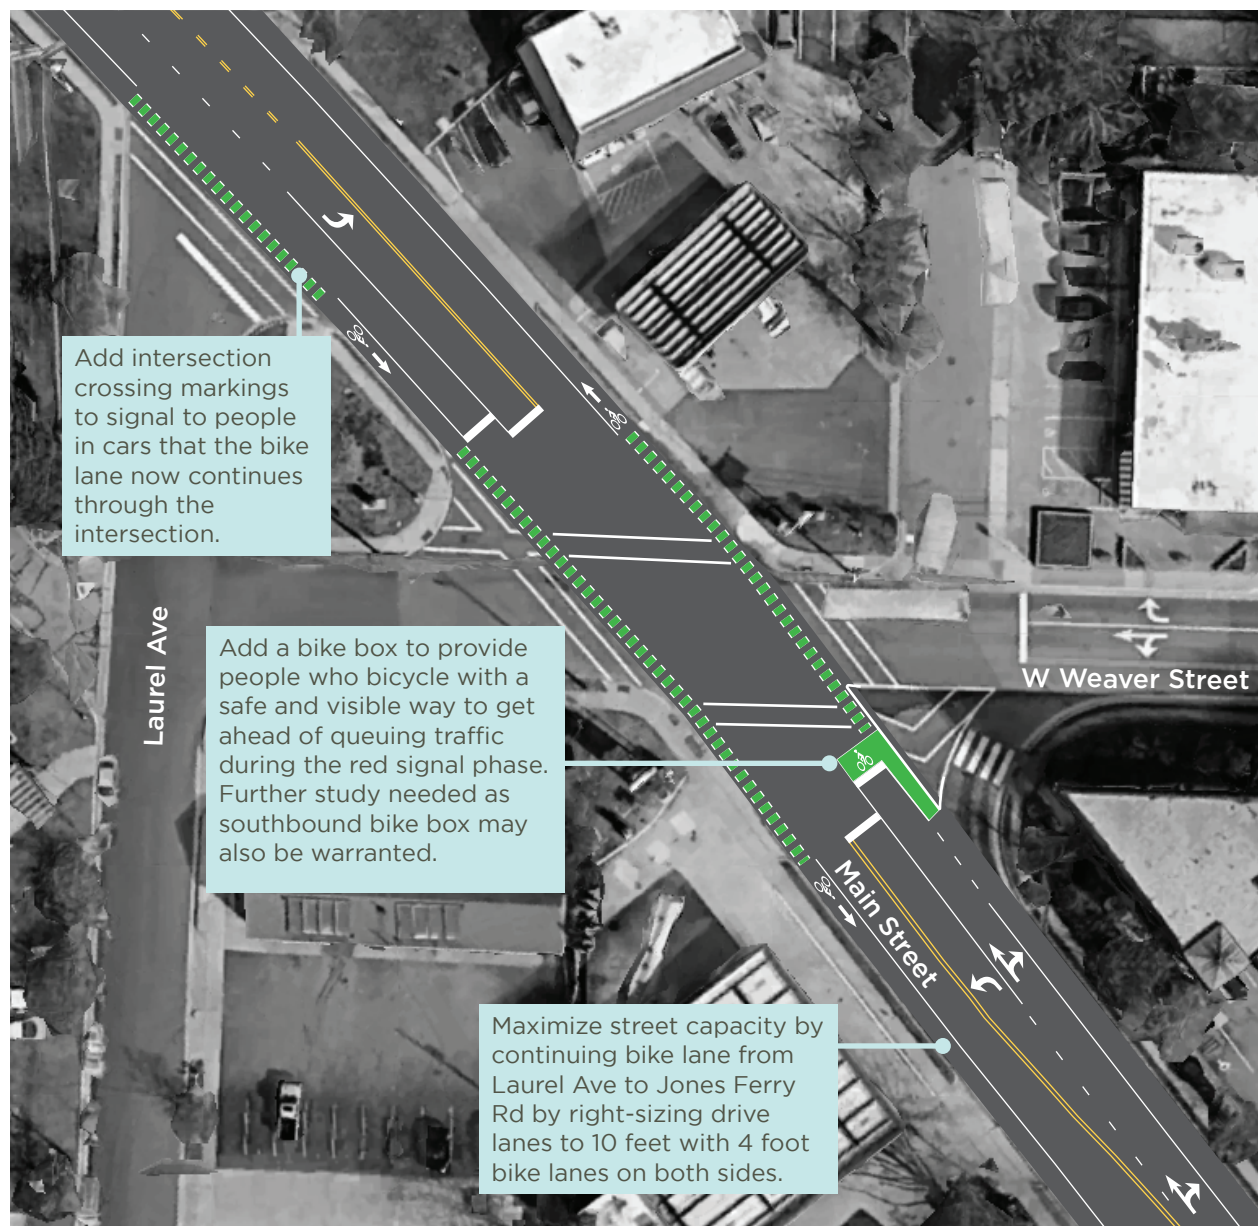 Add intersection
crossing markings
to signal to people
in cars that the bike
lane now continues
through the
intersection.
Laurel Ave
Add a bike box to provide
people who bicycle with a
safe and visible way to get
ahead of queuing traffic
during the red signal phase.
Further study needed as
southbound bike box may
also be warranted.
W Weaver Street
Main Street
Maximize street capacity by
continuing bike lane from
Laurel Ave to Jones Ferry
Rd by right-sizing drive
lanes to 10 feet with 4 foot
bike lanes on both sides.